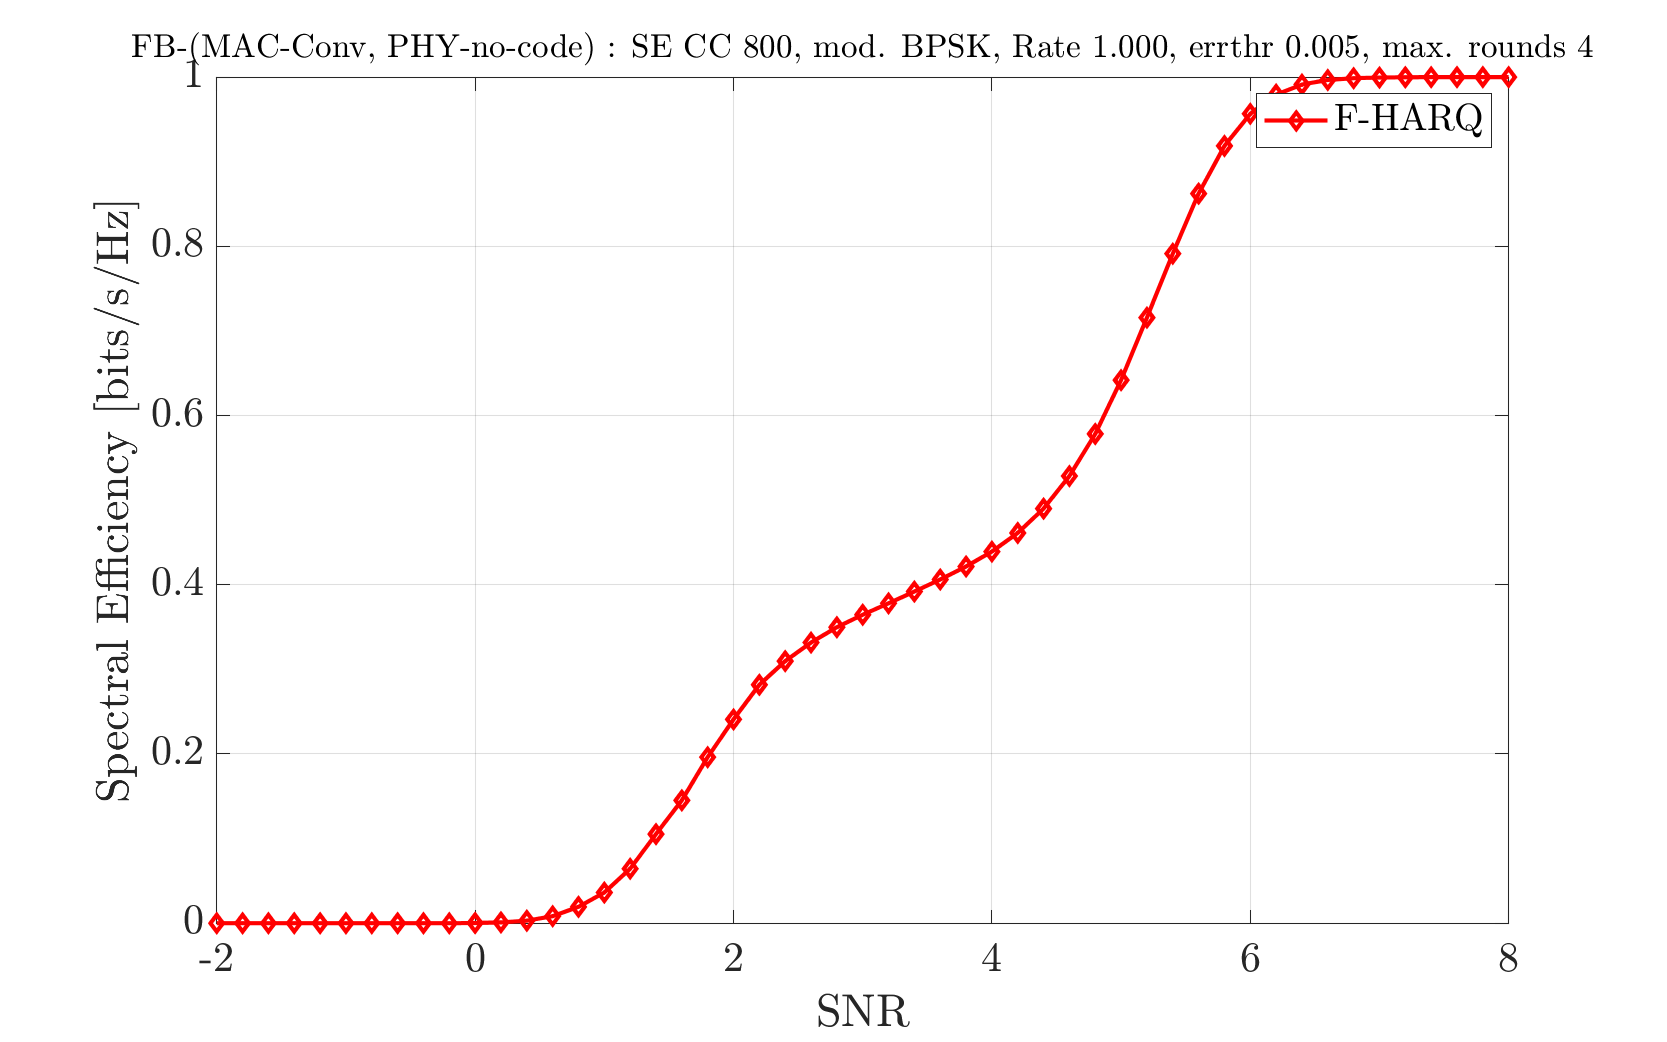 FB-(MAC-Conv, PHY-no-code) : SE CC 800, mod. BPSK, Rate 1.000, errthr 0.005, max. rounds 4
1
F-HARQ
0.8
0.6
0.4
0.2
0
Spectral Efficiency [bits/s/Hz]
-2 0 2 4 6 8
SNR